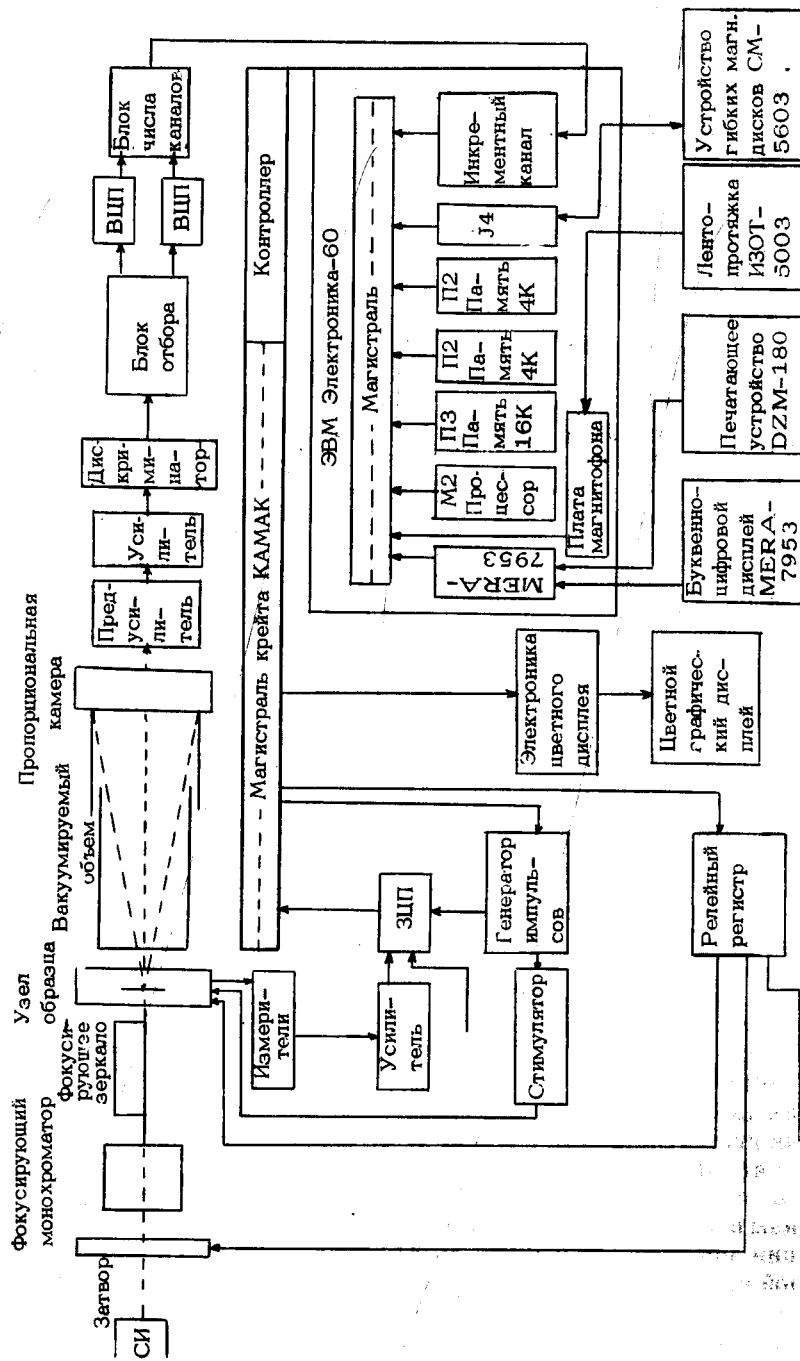 СИ
Затвор
Фокусирующий
монохроматор
Фокуси-
рующее
зеркало
Узел
образца
Вакуумируемый
объем
Пропорциональная
камера
Пред-
уси-
ли-
тель
Уси-
ли-
тель
Дис-
кри-
ми-
на-
тор
Блок
отбора
ВЦП
ВЦП
Блок
числа
каналов
Магистраль крейта КАМАК
Контроллер
Измери-
тели
Усили-
тель
ЗЦП
Стимулятор
Генератор
импуль-
сов
Релейный
регистр
Электроника
цветного
дисплея
Цветной
графичес-
кий дис-
плей
ЭВМ Электроника-60
Магистраль
MERA-
7953
Плата
магнитофона
М2
Про-
цес-
сор
П3
Па-
мять
16К
П2
Па-
мять
4К
П2
Па-
мять
4К
J4
Инкре-
ментный
канал
Буквенно-
цифровой
дисплей
MERA-
7953
Печатающее
устройство
DZM-180
Ленто-
протяжка
ИЗОТ-
5003
Устройство
гибких магн.
дисков СМ-
5603